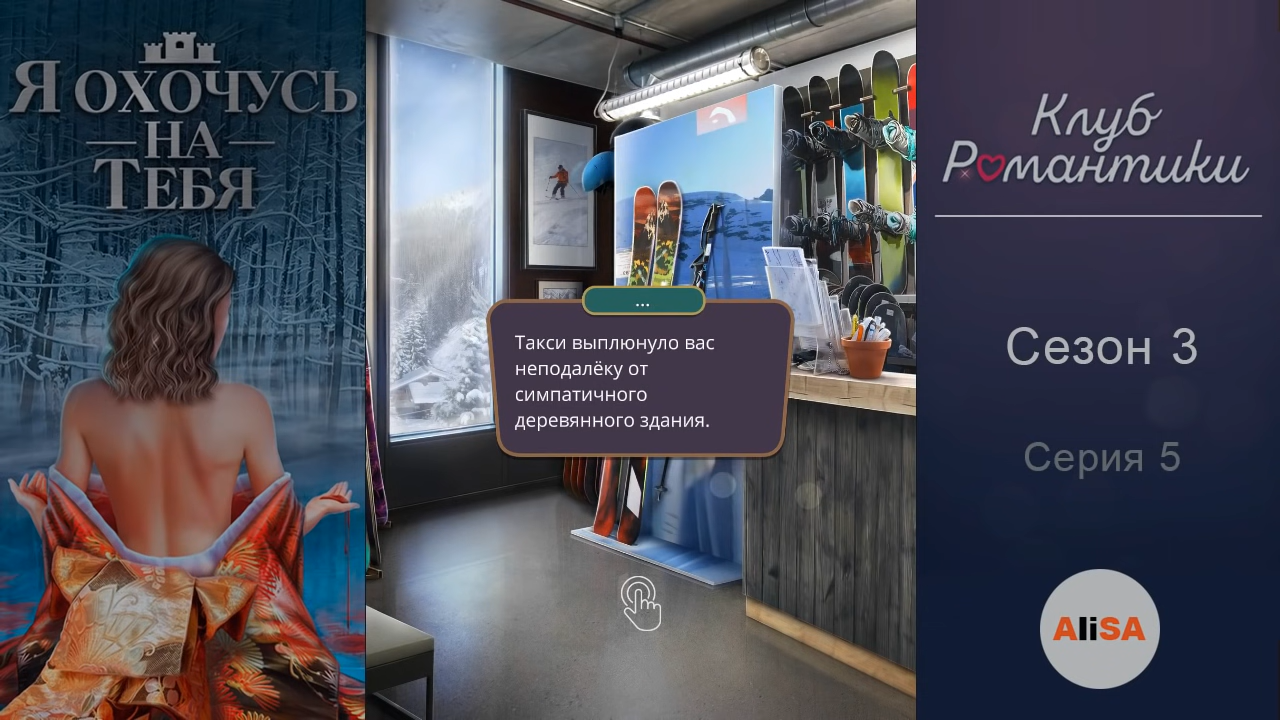 Я ОХОЧУСЬ
НА
ТЕБЯ
...
Такси выплюнуло вас
неподалёку от
симпатичного
деревянного здания.
Клуб
Романтики
Сезон 3
Серия 5
AliSA